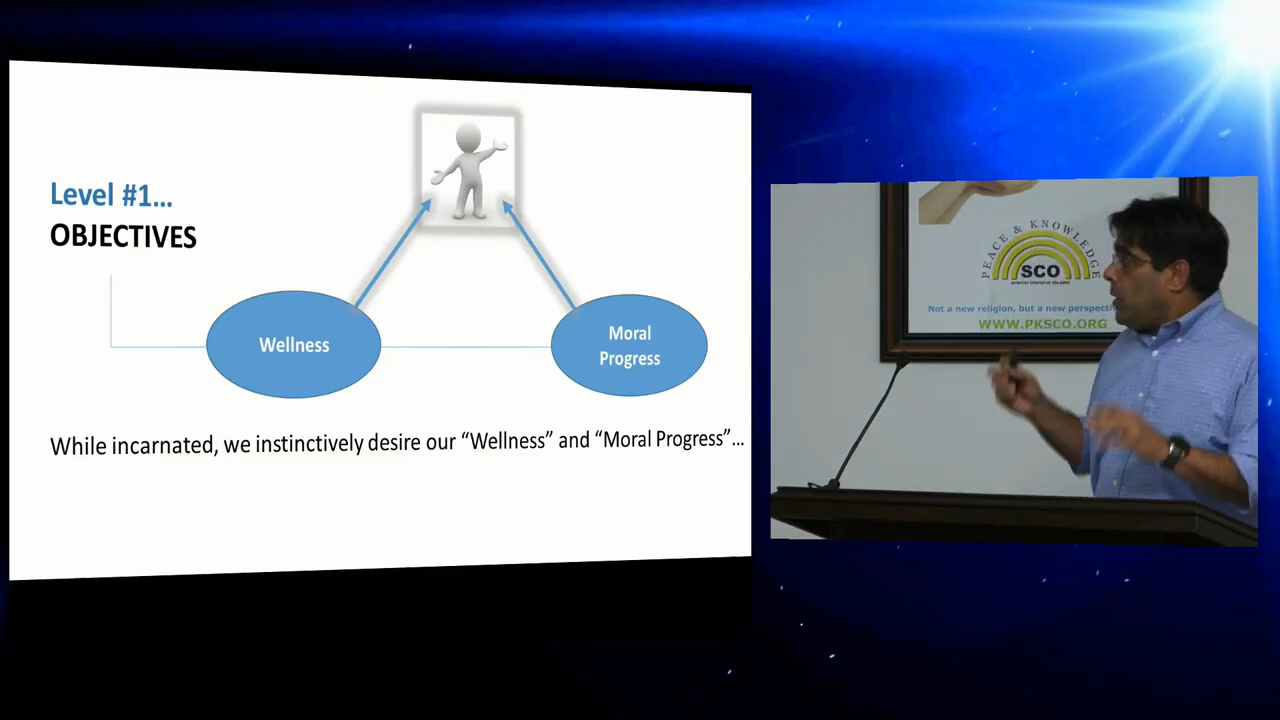 Level #1...
OBJECTIVES
Wellness
Moral
Progress
While incarnated, we instinctively desire our “Wellness” and “Moral Progress”...
PEACE & KNOWLEDGE
SCO
Not a new religion, but a new perspecti
WWW.PKSCO.ORG